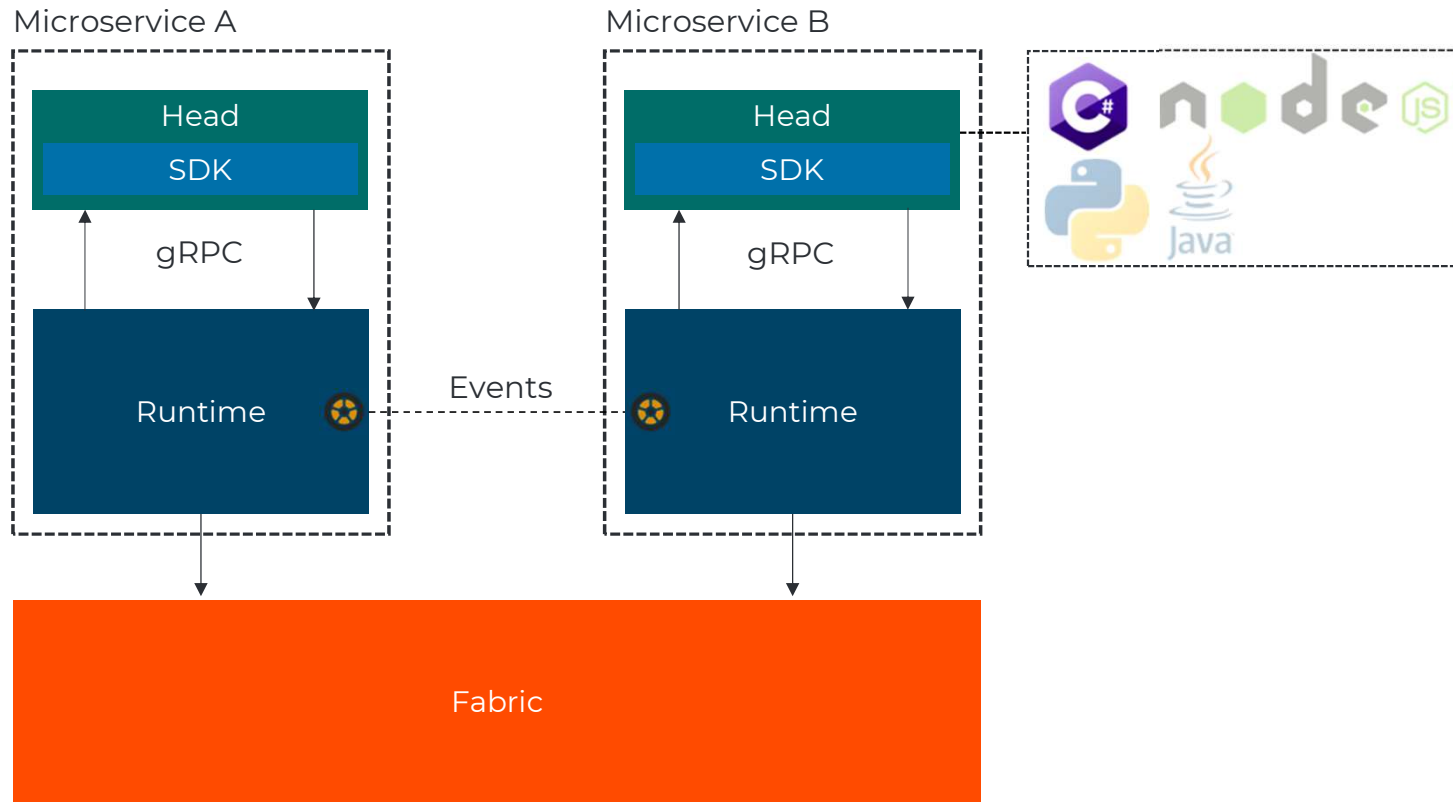 Microservice A
Microservice B
Head
SDK
gRPC
Runtime
Events
Head
SDK
gRPC
Runtime
C#
node JS
Java
Fabric